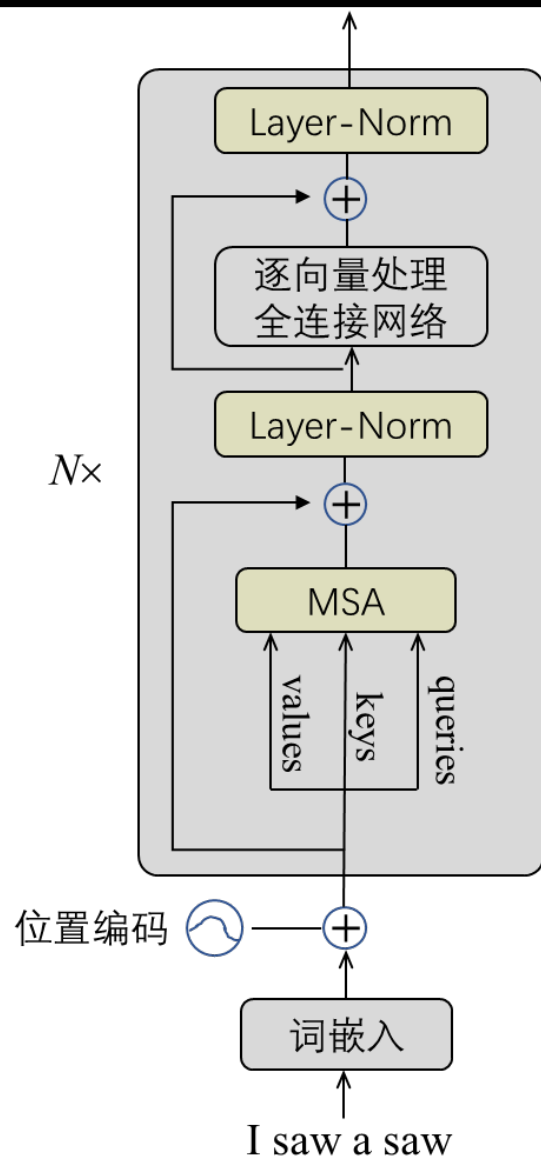 Layer-Norm
逐向量处理
全连接网络
Layer-Norm
N×
MSA
values
keys
queries
位置编码
词嵌入
I saw a saw